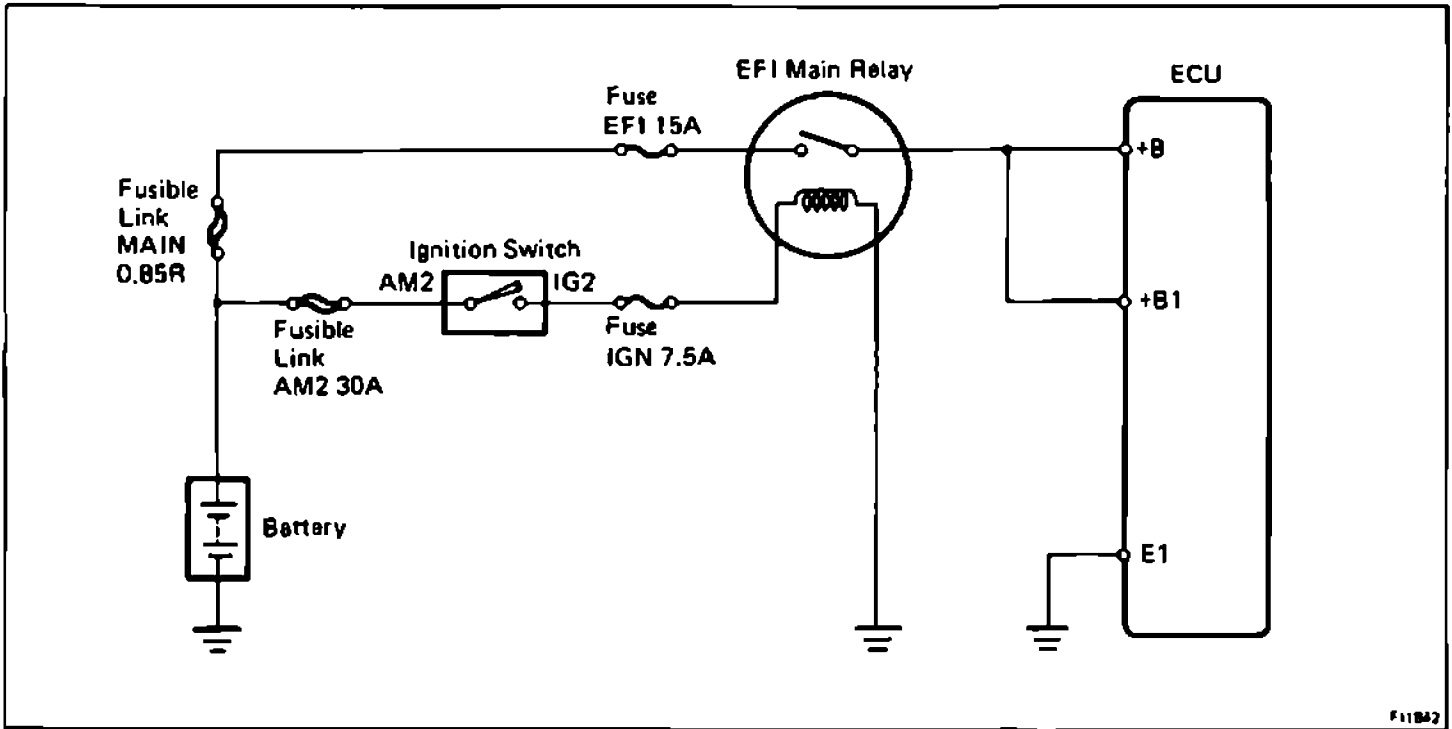 EFI Main Relay
ECU
Fuse
EFI 15A
+B
Fusible
Link
MAIN
0.85R
Ignition Switch
AM2
IG2
+B1
Fusible
Link
AM2 30A
Fuse
IGN 7.5A
Battery
E1